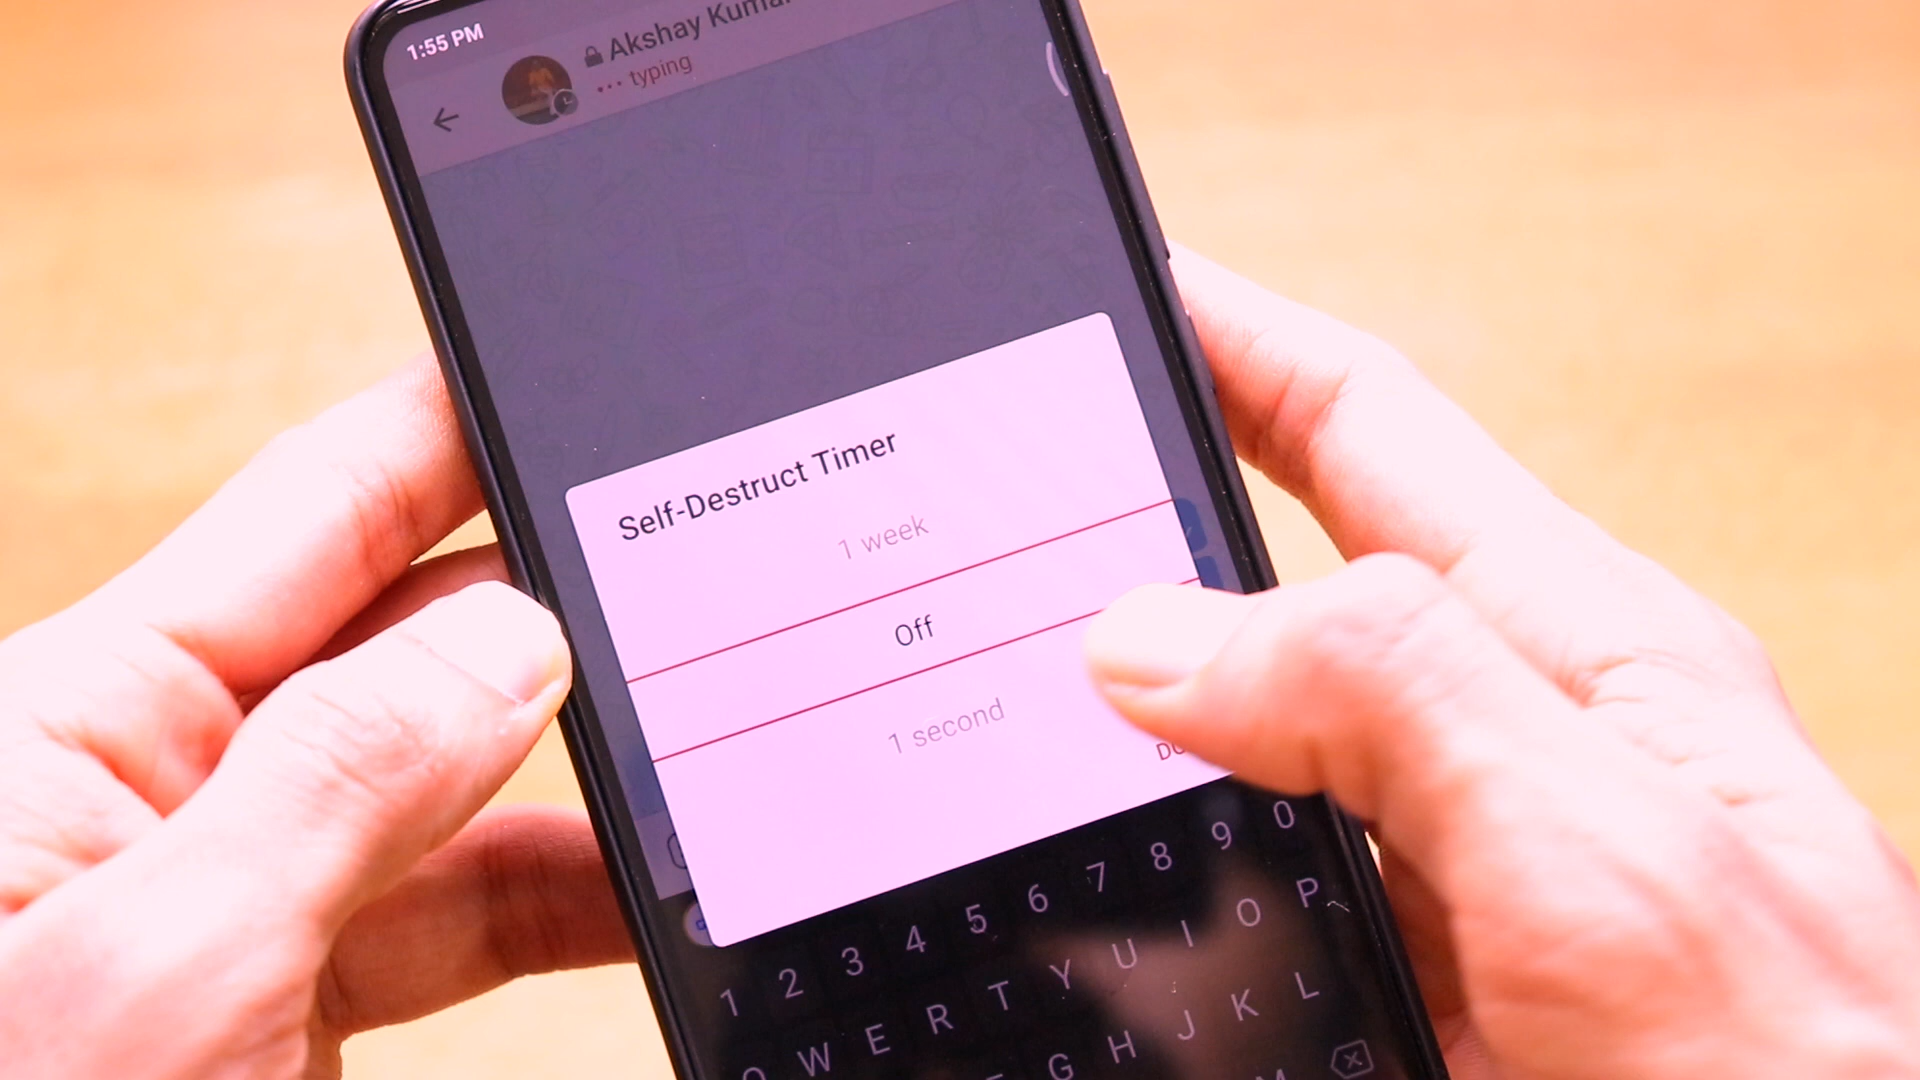 1:55 PM
Akshay Kumar
typing
Self-Destruct Timer
1 week
Off
1 second
1 2 3 4 5 6 7 8 9 0
W E R T Y U I O P
G H J K L